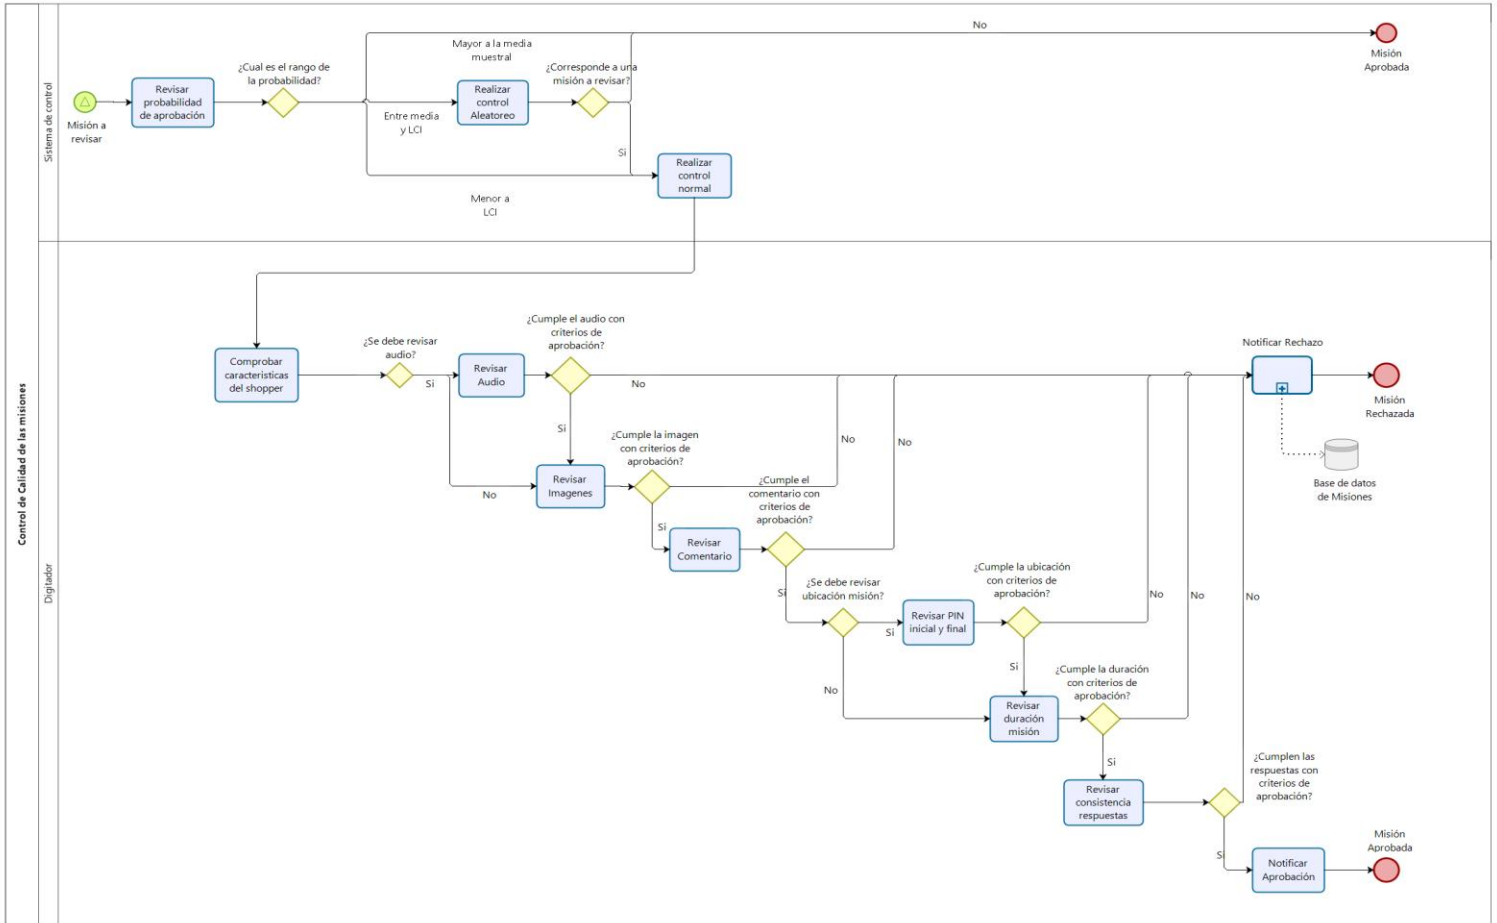 Control de Calidad de las misiones
Sistema de control
Misión a
revisar
Revisar
probabilidad
de aprobación
¿Cual es el rango de
la probabilidad?
Mayor a la media
muestral
Entre media
y LCI
Menor a
LCI
Realizar
control
Aleatoreo
¿Corresponde a una
misión a revisar?
No
Si
Realizar
control
normal
Misión
Aprobada
Digitador
Comprobar
caracteristicas
del shopper
¿Se debe revisar
audio?
Si
No
Revisar
Audio
¿Cumple el audio con
criterios de
aprobación?
No
Si
Revisar
Imagenes
¿Cumple la imagen
con criterios de
aprobación?
No
Si
Revisar
Comentario
¿Cumple el
comentario con
criterios de
aprobación?
No
Si
¿Se debe revisar
ubicación misión?
Si
No
Revisar PIN
inicial y final
¿Cumple la ubicación
con criterios de
aprobación?
No
Si
Revisar
duración
misión
¿Cumple la duración
con criterios de
aprobación?
No
Si
Revisar
consistencia
respuestas
¿Cumplen las
respuestas con
criterios de
aprobación?
No
Si
Notificar Rechazo
Misión
Rechazada
Base de datos
de Misiones
Notificar
Aprobación
Misión
Aprobada